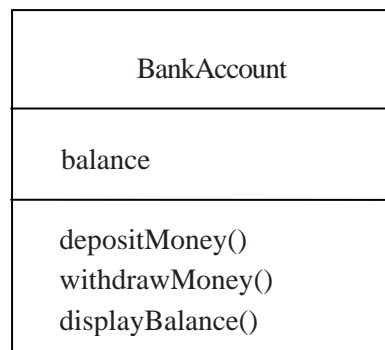 BankAccount
balance
depositMoney()
withdrawMoney()
displayBalance()